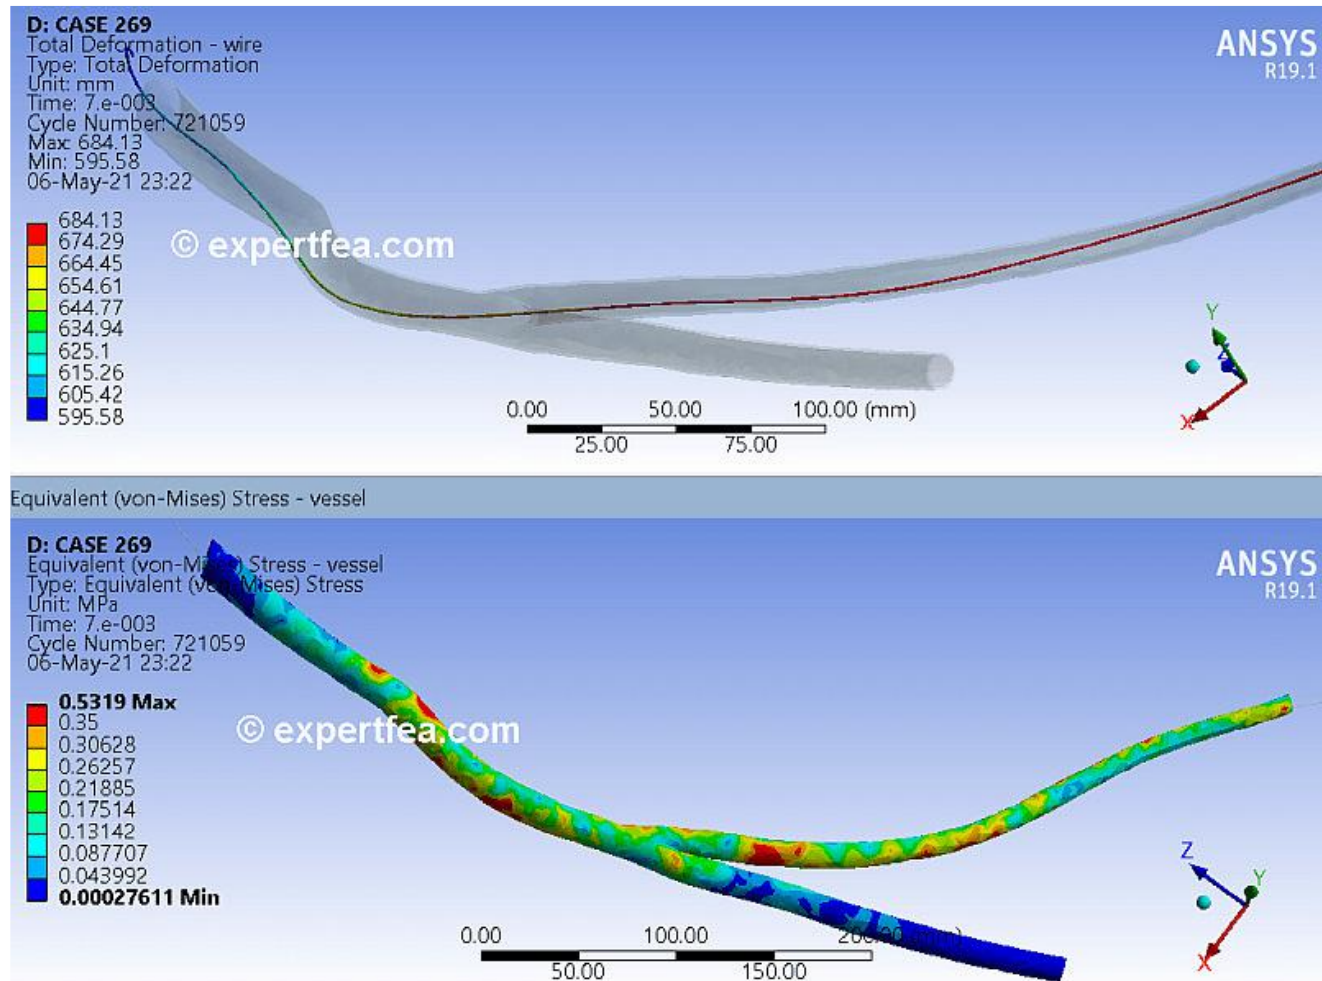 D: CASE 269
Total Deformation - wire
Type: Total Deformation
Unit: mm
Time: 7.e-003
Cycle Number: 721059
Max: 684.13
Min: 595.58
06-May-21 23:22
ANSYS
R19.1
684.13
674.29
664.45
654.61
644.77
634.94
625.1
615.26
605.42
595.58
© expertfea.com
0.00 50.00 100.00 (mm)
25.00 75.00
Y
Z
X
Equivalent (von-Mises) Stress - vessel
D: CASE 269
Equivalent (von-Mises) Stress - vessel
Type: Equivalent (von-Mises) Stress
Unit: MPa
Time: 7.e-003
Cycle Number: 721059
06-May-21 23:22
ANSYS
R19.1
0.5319 Max
0.35
0.30628
0.26257
0.21885
0.17514
0.13142
0.087707
0.043992
0.00027611 Min
© expertfea.com
0.00 100.00 200.00 (mm)
50.00 150.00
Z
Y
X